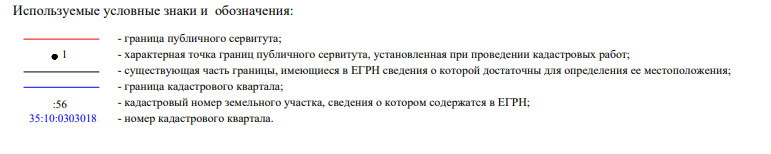 Используемые условные знаки и обозначения:
- граница публичного сервитута;
1 - характерная точка границ публичного сервитута, установленная при проведении кадастровых работ;
- существующая часть границы, имеющиеся в ЕГРН сведения о которой достаточны для определения ее местоположения;
- граница кадастрового квартала;
:56 - кадастровый номер земельного участка, сведения о котором содержатся в ЕГРН;
35:10:0303018 - номер кадастрового квартала.